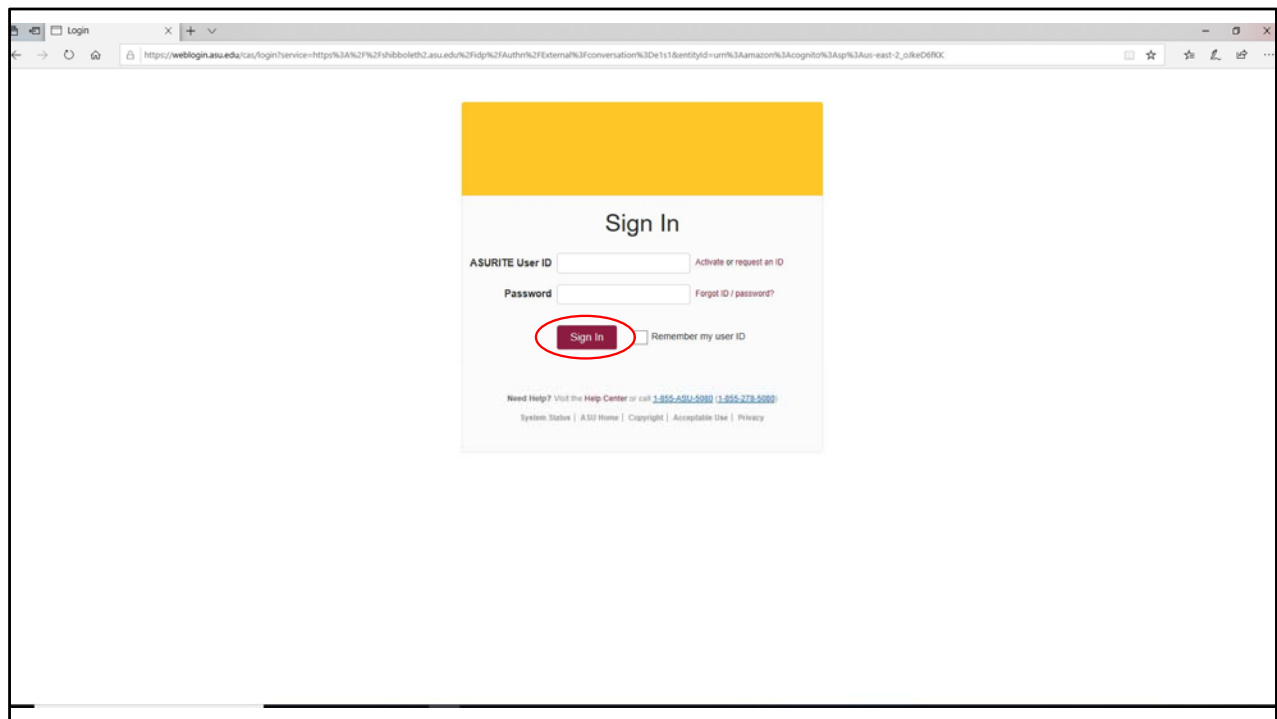 Login
https://weblogin.asu.edu/cas/login?service=https%3A%2F%2Fshibboleth2.asu.edu%2Fidp%2FAuthn%2FExternal%3Fconversation%3De1s1&entityId=urn%3Aamazon%3Acognito%3Asp%3Aus-east-2_oJkeD6fKK
Sign In
ASURITE User ID Activate or request an ID
Password Forgot ID / password?
Sign In Remember my user ID
Need Help? Visit the Help Center or call 1-855-ASU-5080 (1-855-278-5080)
System Status | ASU Home | Copyright | Acceptable Use | Privacy